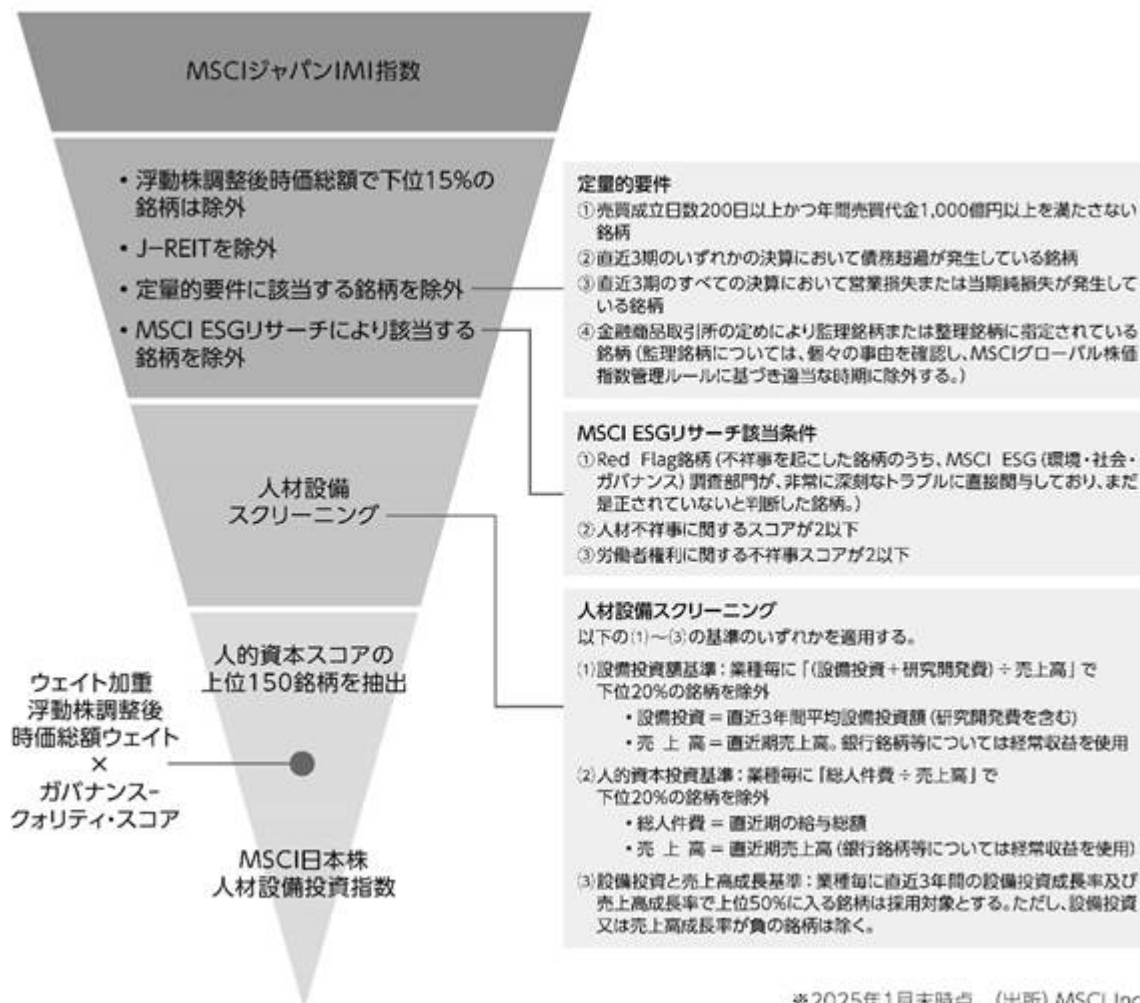 MSCIジャパンIMI指数
・浮動株調整後時価総額で下位15%の
銘柄は除外
・J−REITを除外
・定量的要件に該当する銘柄を除外
・MSCI ESGリサーチにより該当する
銘柄を除外
定量的要件
①売買成立日数200日以上かつ年間売買代金1,000億円以上を満たさない
銘柄
②直近3期のいずれかの決算において債務超過が発生している銘柄
③直近3期のすべての決算において営業損失または当期純損失が発生して
いる銘柄
④金融商品取引所の定めにより監理銘柄または整理銘柄に指定されている
銘柄(監理銘柄については、個々の事由を確認し、MSCIグローバル株価
指数管理ルールに基づき適当な時期に除外する。)
MSCI ESGリサーチ該当条件
①Red Flag銘柄(不祥事を起こした銘柄のうち、MSCI ESG(環境・社会・
ガバナンス)調査部門が、非常に深刻なトラブルに直接関与しており、まだ
是正されていないと判断した銘柄。)
②人材不祥事に関するスコアが2以下
③労働者権利に関する不祥事スコアが2以下
人材設備
スクリーニング
人材設備スクリーニング
以下の⑴〜⑶の基準のいずれかを適用する。
⑴設備投資額基準:業種毎に「(設備投資+研究開発費)÷売上高」で
下位20%の銘柄を除外
・設備投資=直近3年間平均設備投資額(研究開発費を含む)
・売 上 高=直近期売上高。銀行銘柄等については経常収益を使用
⑵人的資本投資基準:業種毎に「総人件費÷売上高」で
下位20%の銘柄を除外
・総人件費 = 直近期の給与総額
・売 上 高 = 直近期売上高(銀行銘柄等については経常収益を使用)
⑶設備投資と売上高成長基準:業種毎に直近3年間の設備投資成長率及び
売上高成長率で上位50%に入る銘柄は採用対象とする。ただし、設備投資
又は売上高成長率が負の銘柄は除く。
人的資本スコアの
上位150銘柄を抽出
ウェイト加重
浮動株調整後
時価総額ウェイト
×
ガバナンス−
クォリティ・スコア
MSCI日本株
人材設備投資指数
※2025年1月末時点 (出所) MSCI Inc